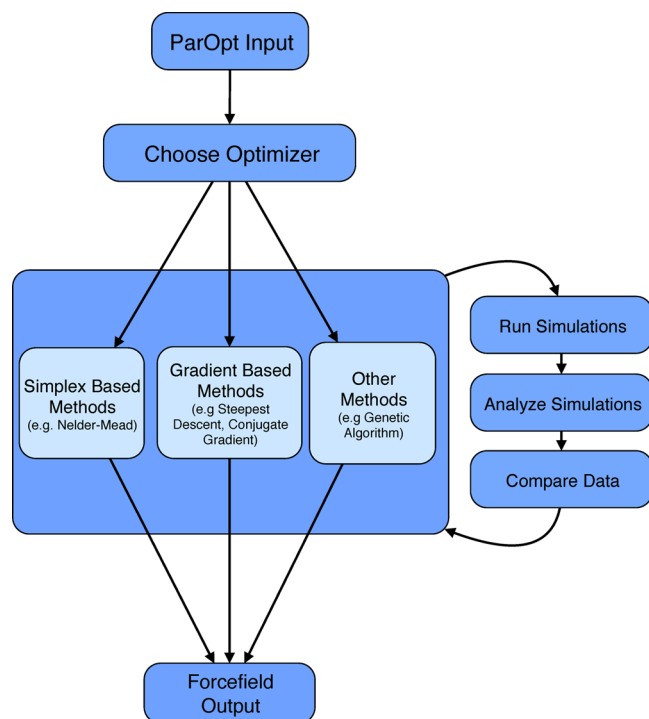 ParOpt Input
Choose Optimizer
Simplex Based
Methods
(e.g. Nelder-Mead)
Gradient Based
Methods
(e.g Steepest
Descent, Conjugate
Gradient)
Other
Methods
(e.g Genetic
Algorithm)
Run Simulations
Analyze Simulations
Compare Data
Forcefield
Output